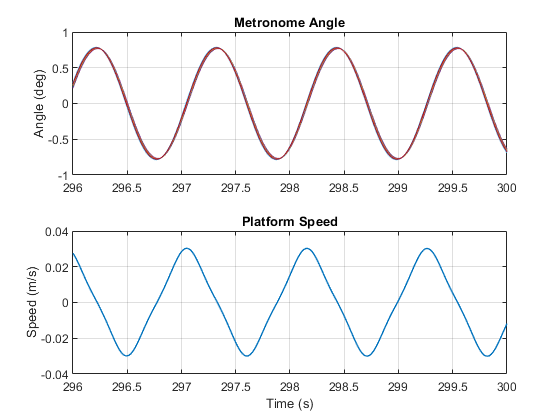 Metronome Angle
1
0.5
0
-0.5
-1
Angle (deg)
296 296.5 297 297.5 298 298.5 299 299.5 300
Platform Speed
0.04
0.02
0
-0.02
-0.04
Speed (m/s)
296 296.5 297 297.5 298 298.5 299 299.5 300
Time (s)